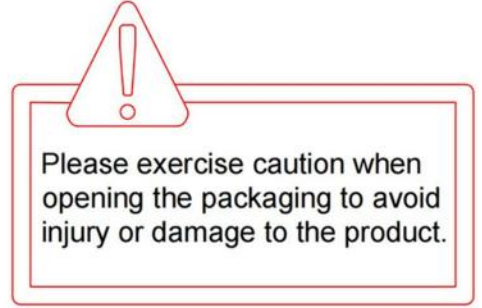 Please exercise caution when
opening the packaging to avoid
injury or damage to the product.